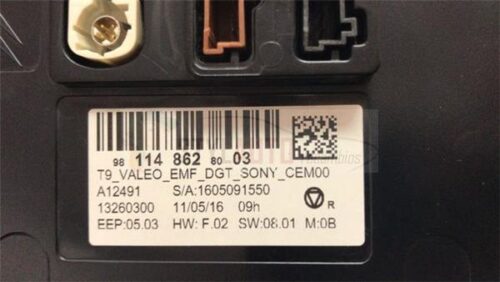 98 114 862 80 03
T9_VALEO_EMF_DGT_SONY_CEM00
A12491 S/A:1605091550
13260300 11/05/16 09h
R
EEP:05.03 HW:F.02 SW:08.01 M:0B